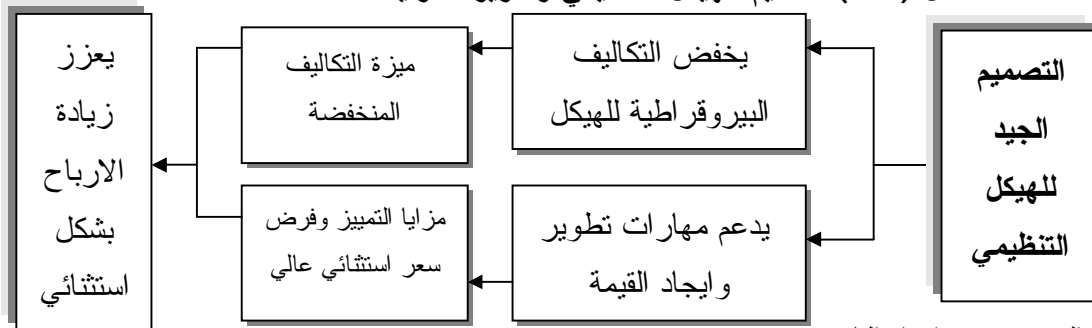 التصميم
الجيد
للهيكل
التنظيمي
يخفض التكاليف
البيروقراطية للهيكل
ميزة التكاليف
المنخفضة
يدعم مهارات تطوير
وايجاد القيمة
مزايا التمييز وفرض
سعر استثنائي عالي
يعزز
زيادة
الارباح
بشكل
استثنائي